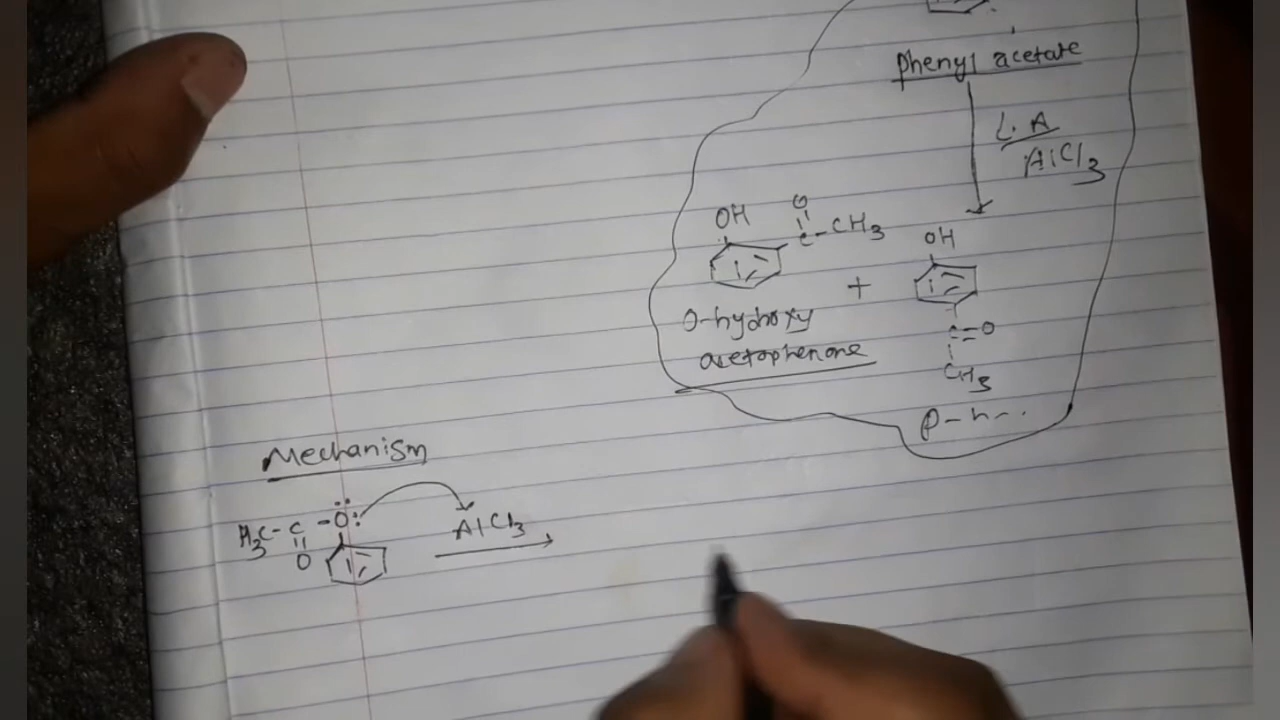 phenyl acetate
L.A
AlCl3
OH
O
C-CH3
OH
+
O-hydroxy
acetophenone
C=O
CH3
p-h-..
Mechanism
H3C-C-O:
O
AlCl3